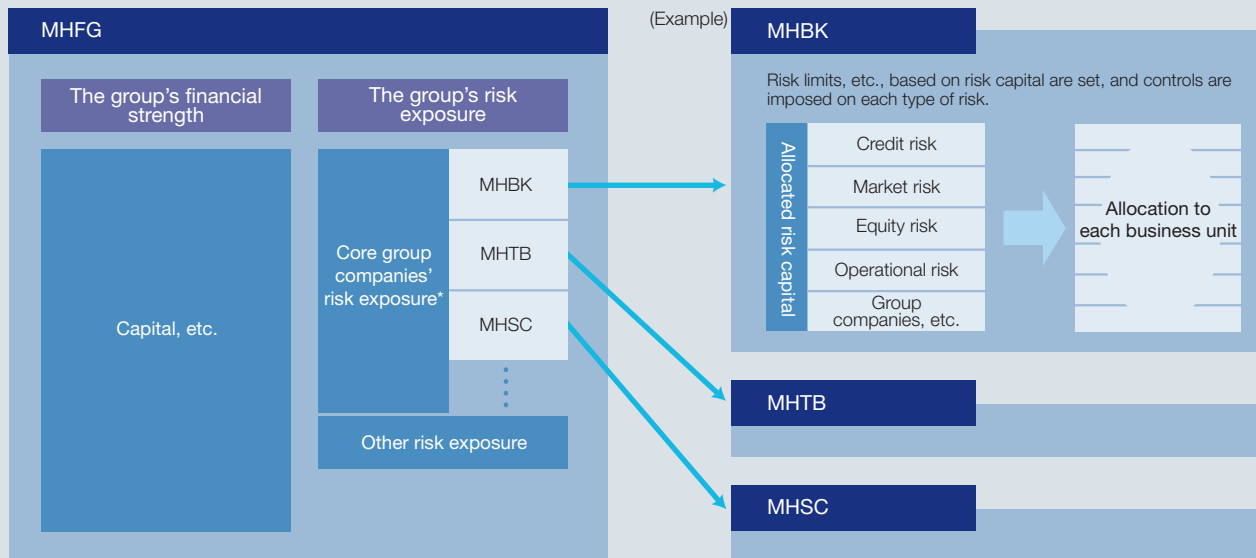 MHFG
The group's financial
strength
The group's risk
exposure
Capital, etc.
Core group
companies'
risk exposure*
MHBK
MHTB
MHSC
Other risk exposure
(Example)
MHBK
Risk limits, etc., based on risk capital are set, and controls are
imposed on each type of risk.
Allocated risk capital
Credit risk
Market risk
Equity risk
Operational risk
Group
companies, etc.
Allocation to
each business unit
MHTB
MHSC